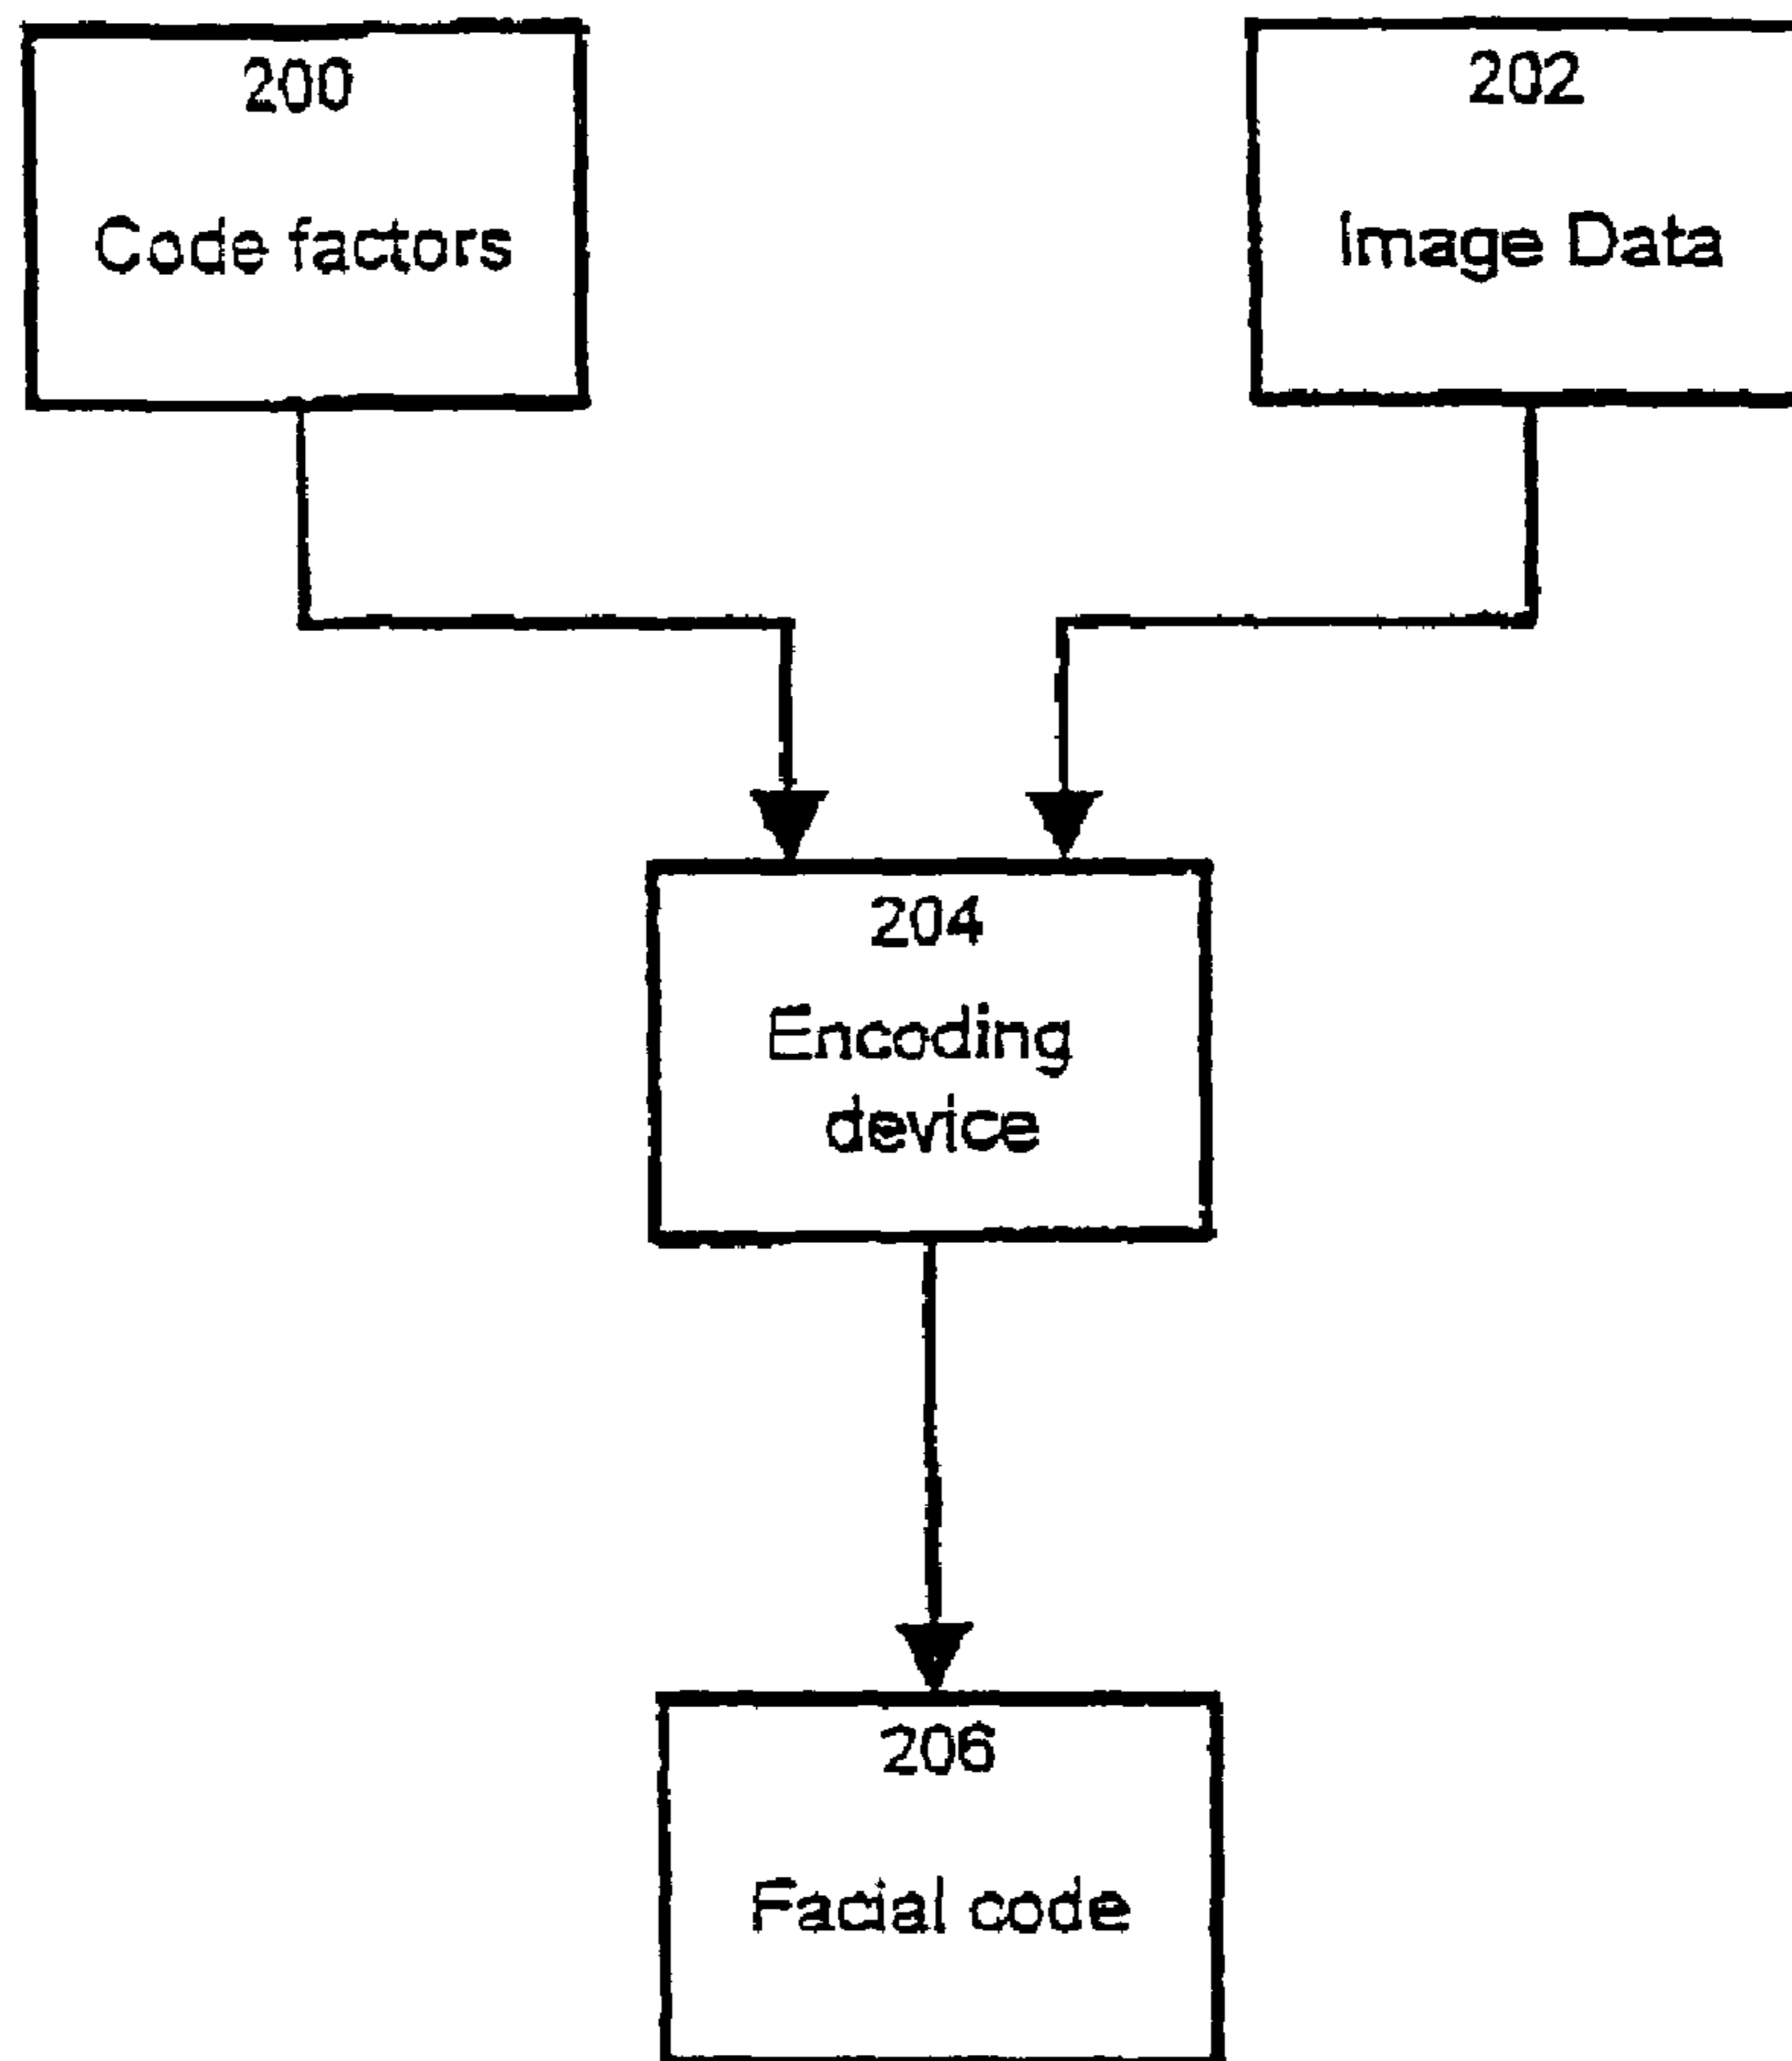 200
Code factors
202
Image Data
204
Encoding
device
206
Facial code